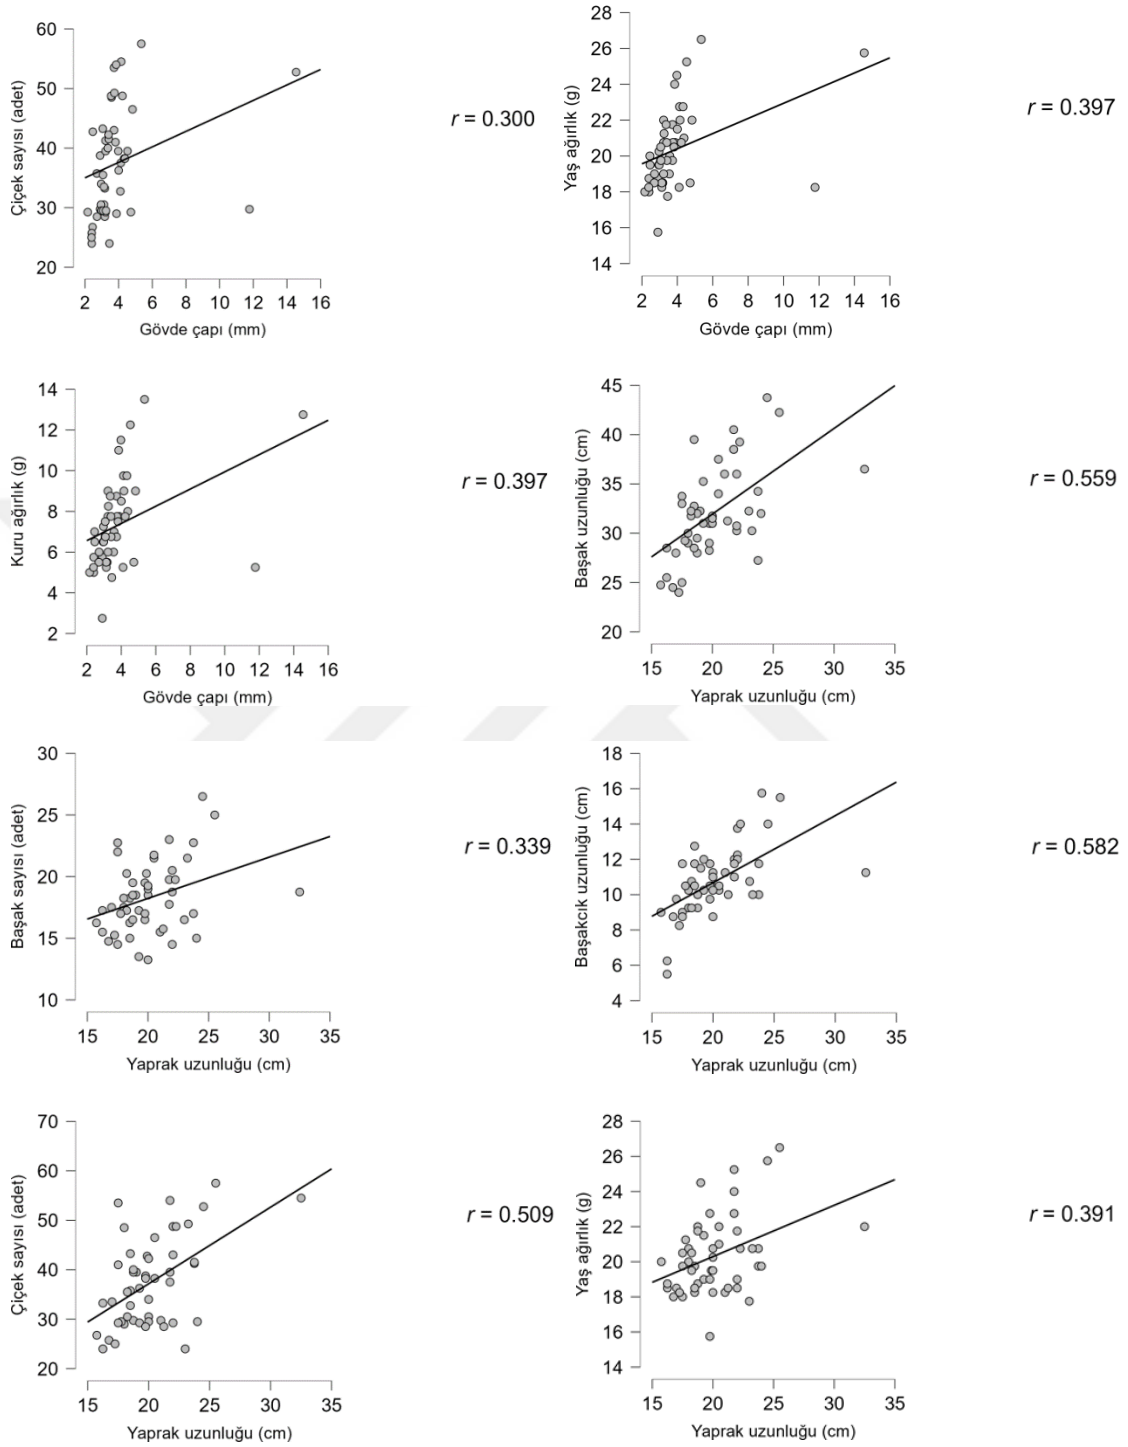 60
50
40
30
20
Çiçek sayısı (adet)
2 4 6 8 10 12 14 16
Gövde çapı (mm)
r = 0.300
28
26
24
22
20
18
16
14
Yaş ağırlık (g)
2 4 6 8 10 12 14 16
Gövde çapı (mm)
r = 0.397
14
12
10
8
6
4
2
Kuru ağırlık (g)
2 4 6 8 10 12 14 16
Gövde çapı (mm)
r = 0.397
45
40
35
30
25
20
Başak uzunluğu (cm)
15 20 25 30 35
Yaprak uzunluğu (cm)
r = 0.559
30
25
20
15
10
Başak sayısı (adet)
15 20 25 30 35
Yaprak uzunluğu (cm)
r = 0.339
18
16
14
12
10
8
6
4
Başakcık uzunluğu (cm)
15 20 25 30 35
Yaprak uzunluğu (cm)
r = 0.582
70
60
50
40
30
20
Çiçek sayısı (adet)
15 20 25 30 35
Yaprak uzunluğu (cm)
r = 0.509
28
26
24
22
20
18
16
14
Yaş ağırlık (g)
15 20 25 30 35
Yaprak uzunluğu (cm)
r = 0.391